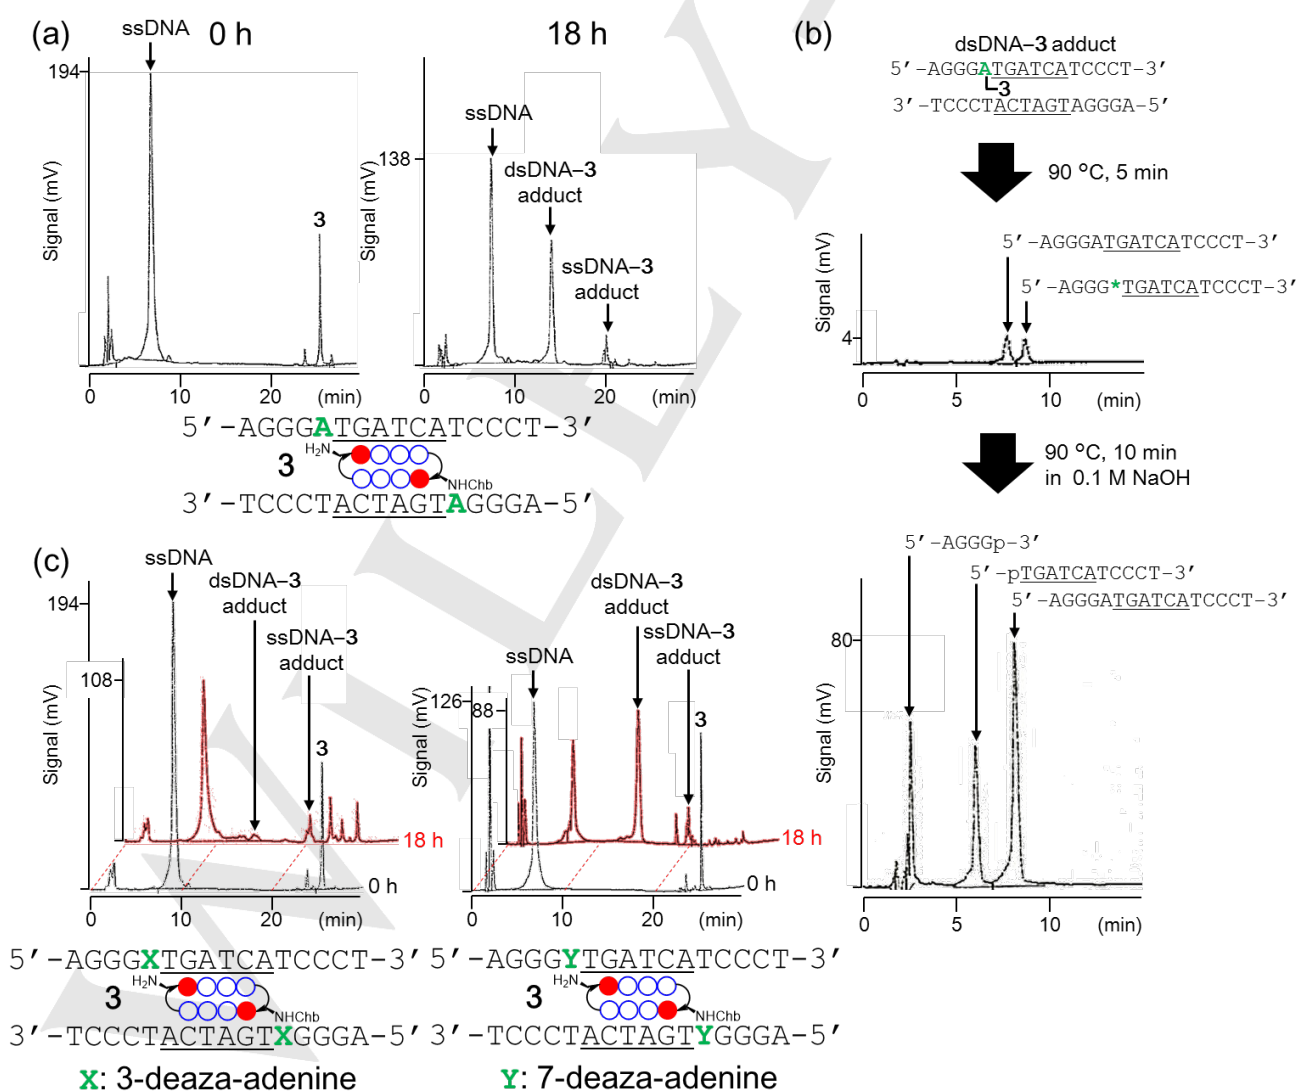 (a)
ssDNA
0 h
18 h
194
Signal (mV)
3
0
10
20
(min)
ssDNA
dsDNA–3
adduct
ssDNA–3
adduct
138
Signal (mV)
0
10
20
(min)
5′-AGGGATGATCATCCCT-3′
H2N
3
NHChb
3′-TCCCTACTAGTAGGGA-5′
(b)
dsDNA–3 adduct
5′-AGGGATGATCATCCCT-3′
3
3′-TCCCTACTAGTAGGGA-5′
90 °C, 5 min
5′-AGGGATGATCATCCCT-3′
5′-AGGG*TGATCATCCCT-3′
Signal (mV)
4
0
5
10
(min)
90 °C, 10 min
in 0.1 M NaOH
5′-AGGGp-3′
5′-pTGATCATCCCT-3′
5′-AGGGATGATCATCCCT-3′
80
Signal (mV)
0
5
10
(min)
(c)
ssDNA
dsDNA–3
adduct
ssDNA–3
adduct
3
194
108
Signal (mV)
18 h
0 h
0
10
20
(min)
5′-AGGGXTGATCATCCCT-3′
H2N
3
NHChb
3′-TCCCTACTAGTXGGGA-5′
X: 3-deaza-adenine
dsDNA–3
adduct
ssDNA
ssDNA–3
adduct
3
126
88
Signal (mV)
18 h
0 h
0
10
20
(min)
5′-AGGGYTGATCATCCCT-3′
H2N
3
NHChb
3′-TCCCTACTAGTYGGGA-5′
Y: 7-deaza-adenine
WILEY-